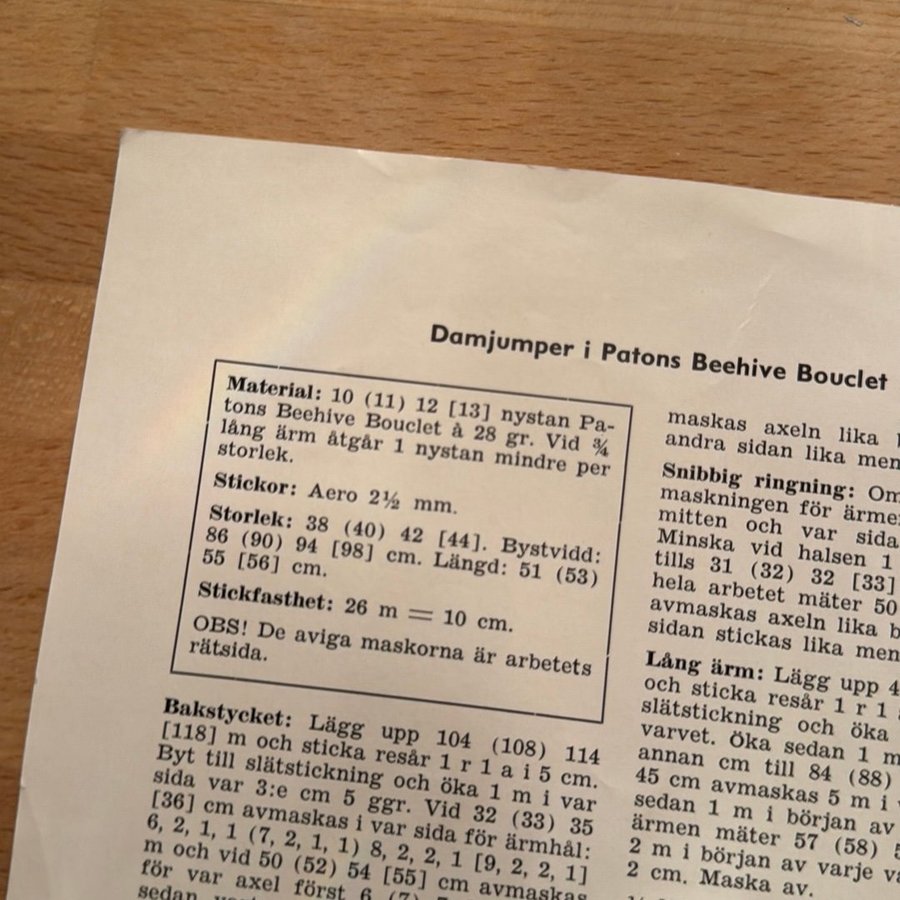 Damjumper i Patons Beehive Bouclet
Material: 10 (11) 12 [13] nystan Pa-
tons Beehive Bouclet à 28 gr. Vid ¾
lång ärm åtgår 1 nystan mindre per
storlek.
Stickor: Aero 2½ mm.
Storlek: 38 (40) 42 [44]. Bystvidd:
86 (90) 94 [98] cm. Längd: 51 (53)
55 [56] cm.
Stickfasthet: 26 m = 10 cm.
OBS! De aviga maskorna är arbetets
rätsida.
Bakstycket: Lägg upp 104 (108) 114
[118] m och sticka resår 1 r 1 a i 5 cm.
Byt till slätstickning och öka 1 m i var
sida var 3:e cm 5 ggr. Vid 32 (33) 35
[36] cm avmaskas i var sida för ärmhål:
6, 2, 1, 1 (7, 2, 1, 1) 8, 2, 2, 1 [9, 2, 2, 1]
m och vid 50 (52) 54 [55] cm avmaskas
för var axel först 6 (7)
sedan
maskas axeln lika
andra sidan lika men
Snibbig ringning: Om
maskningen för ärmen
mitten och var sida
Minska vid halsen 1
tills 31 (32) 32 [33]
hela arbetet mäter 50
avmaskas axeln lika
sidan stickas lika men
Lång ärm: Lägg upp 4
och sticka resår 1 r 1
slätstickning och öka
varvet. Öka sedan 1 m
annan cm till 84 (88)
45 cm avmaskas 5 m i
sedan 1 m i början av
ärmen mäter 57 (58)
2 m i början av varje
2 cm. Maska av.